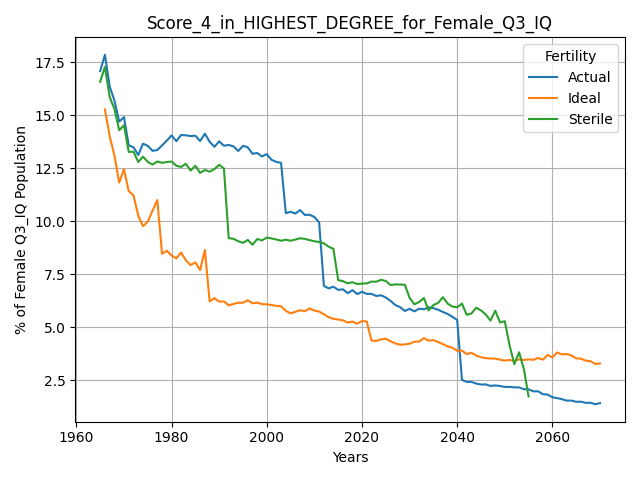 Score_4_in_HIGHEST_DEGREE_for_Female_Q3_IQ
Fertility
Actual
Ideal
Sterile
17.5
15.0
12.5
10.0
7.5
5.0
2.5
% of Female Q3_IQ Population
1960
1980
2000
2020
2040
2060
Years